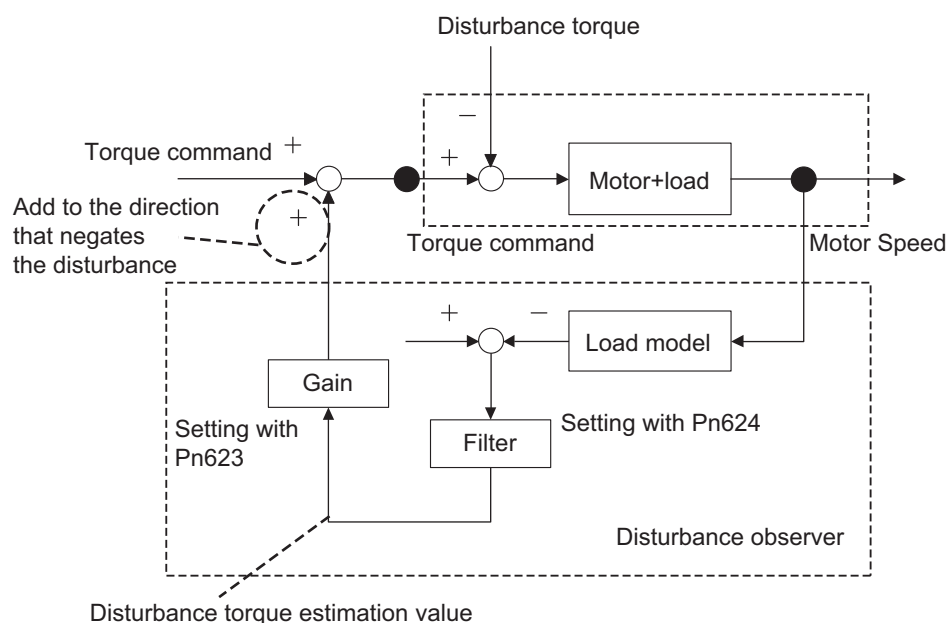 Disturbance torque
−
Torque command +
+
Motor+load
Add to the direction
that negates
the disturbance
+
Torque command
Motor Speed
+
−
Load model
Gain
Setting with
Pn623
Filter
Setting with Pn624
Disturbance observer
Disturbance torque estimation value